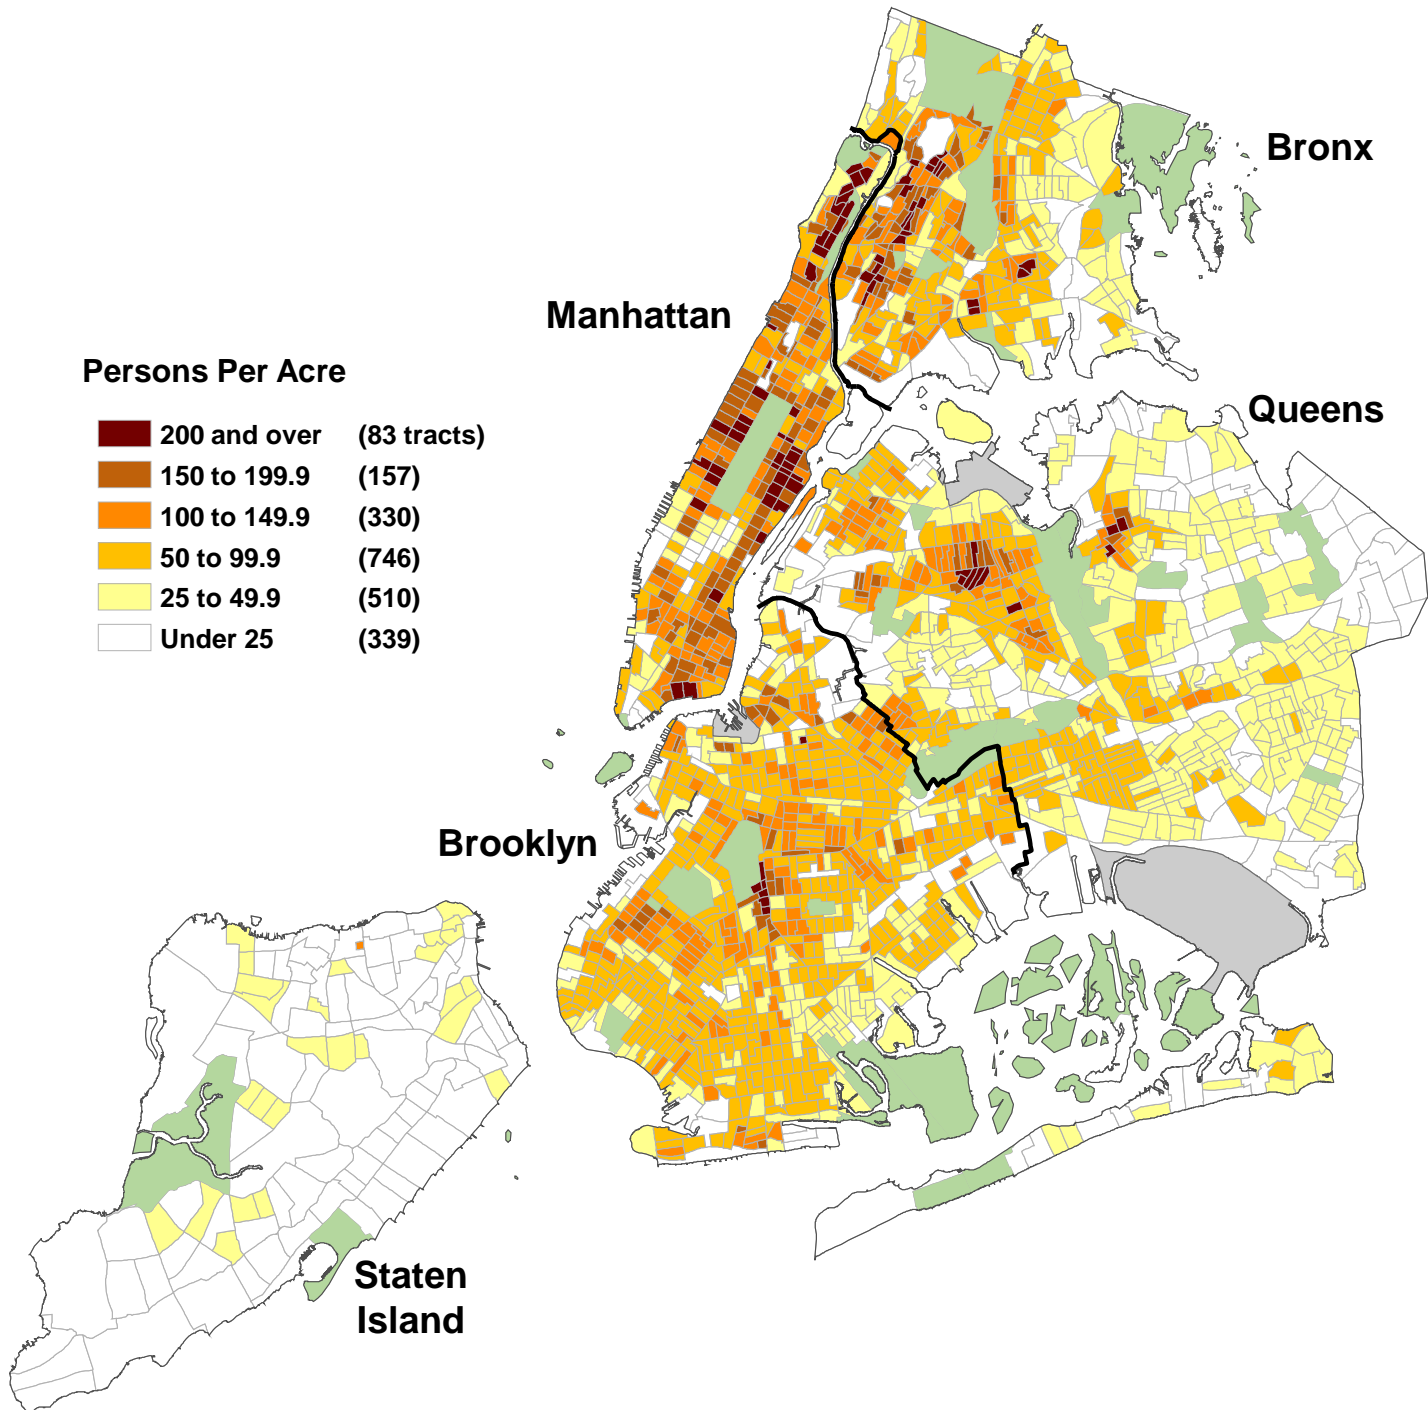 Bronx
Manhattan
Persons Per Acre
Queens
200 and over (83 tracts)
150 to 199.9 (157)
100 to 149.9 (330)
50 to 99.9 (746)
25 to 49.9 (510)
Under 25 (339)
Brooklyn
Staten
Island